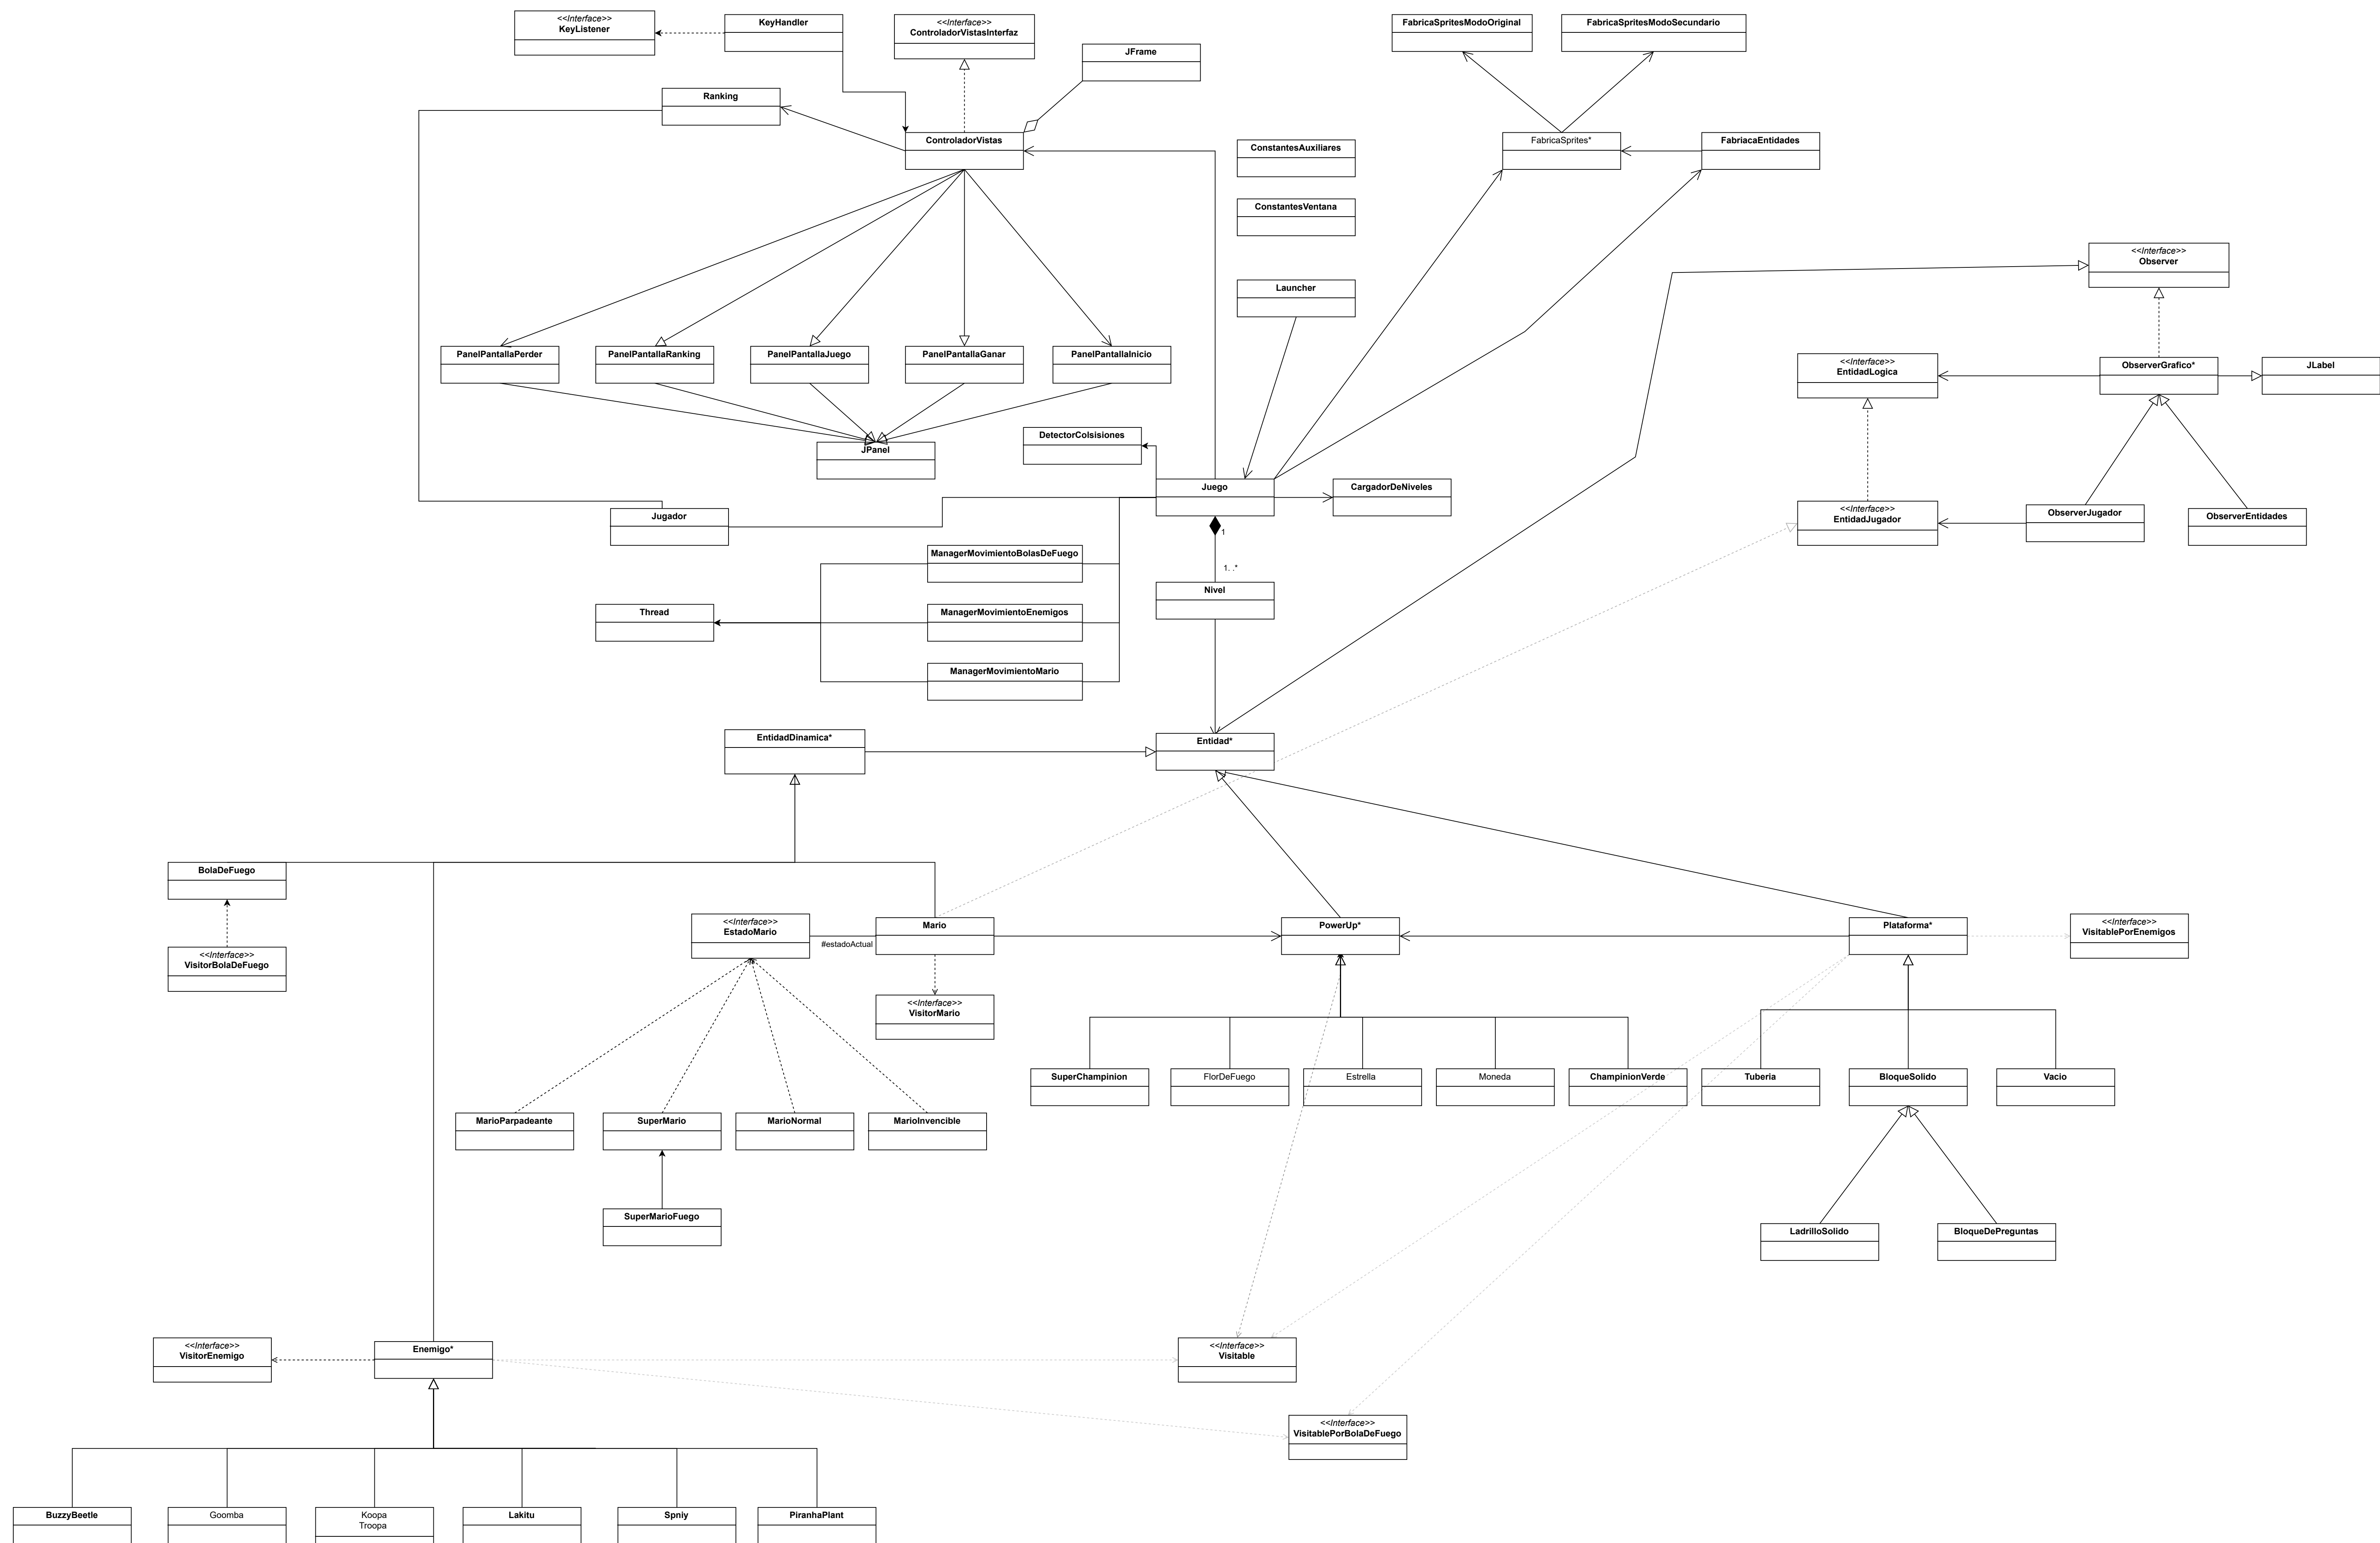 <<Interface>>
KeyListener
KeyHandler
<<Interface>>
ControladorVistasInterfaz
JFrame
FabricaSpritesModoOriginal
FabricaSpritesModoSecundario
Ranking
ControladorVistas
ConstantesAuxiliares
FabricaSprites*
FabriacaEntidades
ConstantesVentana
<<Interface>>
Observer
Launcher
PanelPantallaPerder
PanelPantallaRanking
PanelPantallaJuego
PanelPantallaGanar
PanelPantallaInicio
<<Interface>>
EntidadLogica
ObserverGrafico*
JLabel
DetectorColsisiones
JPanel
Juego
CargadorDeNiveles
Jugador
<<Interface>>
EntidadJugador
ObserverJugador
ObserverEntidades
1
ManagerMovimientoBolasDeFuego
1. .*
Nivel
Thread
ManagerMovimientoEnemigos
ManagerMovimientoMario
EntidadDinamica*
Entidad*
BolaDeFuego
<<Interface>>
EstadoMario
#estadoActual
Mario
PowerUp*
Plataforma*
<<Interface>>
VisitablePorEnemigos
<<Interface>>
VisitorBolaDeFuego
<<Interface>>
VisitorMario
SuperChampinion
FlorDeFuego
Estrella
Moneda
ChampinionVerde
Tuberia
BloqueSolido
Vacio
MarioParpadeante
SuperMario
MarioNormal
MarioInvencible
SuperMarioFuego
LadrilloSolido
BloqueDePreguntas
<<Interface>>
VisitorEnemigo
Enemigo*
<<Interface>>
Visitable
<<Interface>>
VisitablePorBolaDeFuego
BuzzyBeetle
Goomba
Koopa
Troopa
Lakitu
Spniy
PiranhaPlant